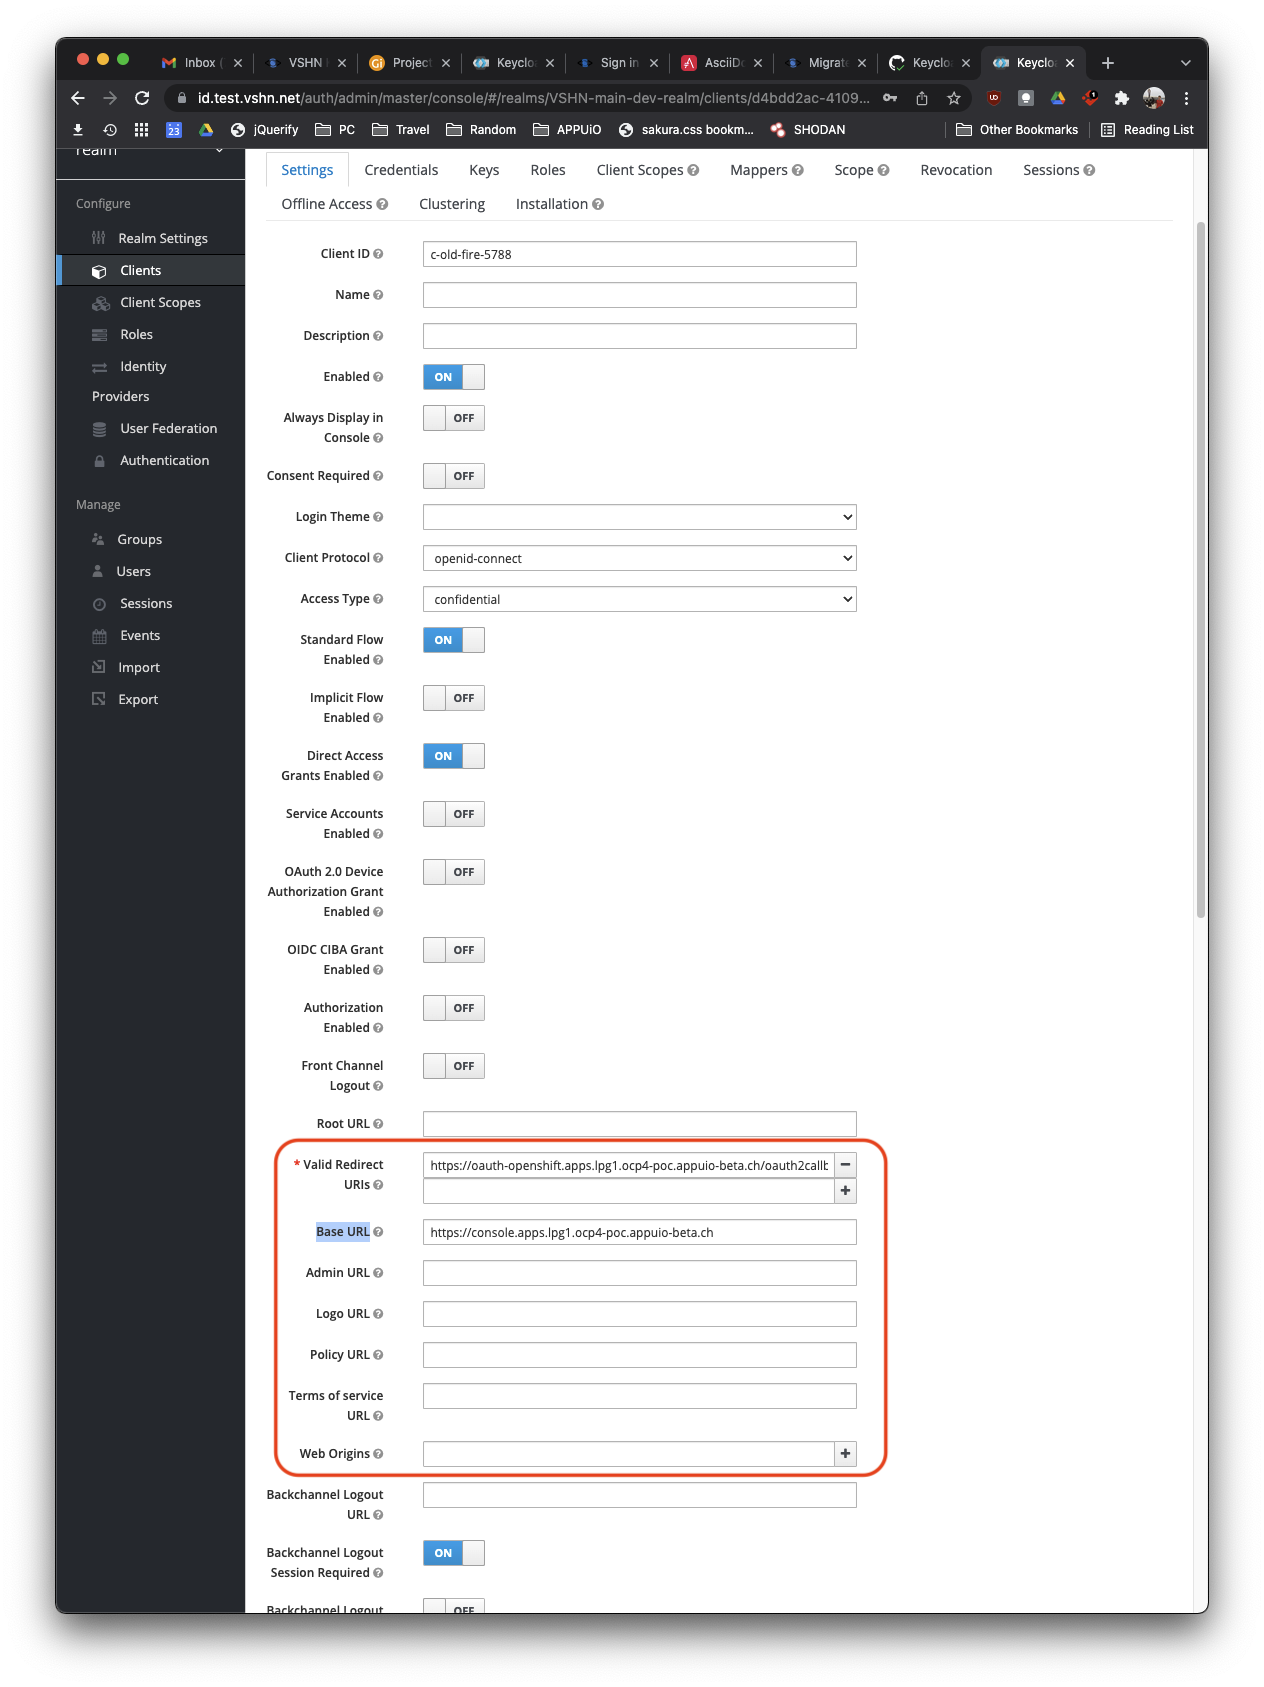 Inbox (
VSHN
Project
Keyclo
Sign in
AsciiDo
Migrate
Keyclo
Keyclo
id.test.vshn.net/auth/admin/master/console/#/realms/VSHN-main-dev-realm/clients/d4bdd2ac-4109...
23 jQuerify PC Travel Random APPUiO sakura.css bookm... SHODAN Other Bookmarks Reading List
realm
Configure
Realm Settings
Clients
Client Scopes
Roles
Identity
Providers
User Federation
Authentication
Manage
Groups
Users
Sessions
Events
Import
Export
Settings Credentials Keys Roles Client Scopes Mappers Scope Revocation Sessions
Offline Access Clustering Installation
Client ID c-old-fire-5788
Name
Description
Enabled ON
Always Display in
Console OFF
Consent Required OFF
Login Theme
Client Protocol openid-connect
Access Type confidential
Standard Flow
Enabled ON
Implicit Flow
Enabled OFF
Direct Access
Grants Enabled ON
Service Accounts
Enabled OFF
OAuth 2.0 Device
Authorization Grant
Enabled OFF
OIDC CIBA Grant
Enabled OFF
Authorization
Enabled OFF
Front Channel
Logout OFF
Root URL
* Valid Redirect
URIs https://oauth-openshift.apps.lpg1.ocp4-poc.appuio-beta.ch/oauth2callb
Base URL https://console.apps.lpg1.ocp4-poc.appuio-beta.ch
Admin URL
Logo URL
Policy URL
Terms of service
URL
Web Origins
Backchannel Logout
URL
Backchannel Logout
Session Required ON
Backchannel Logout OFF